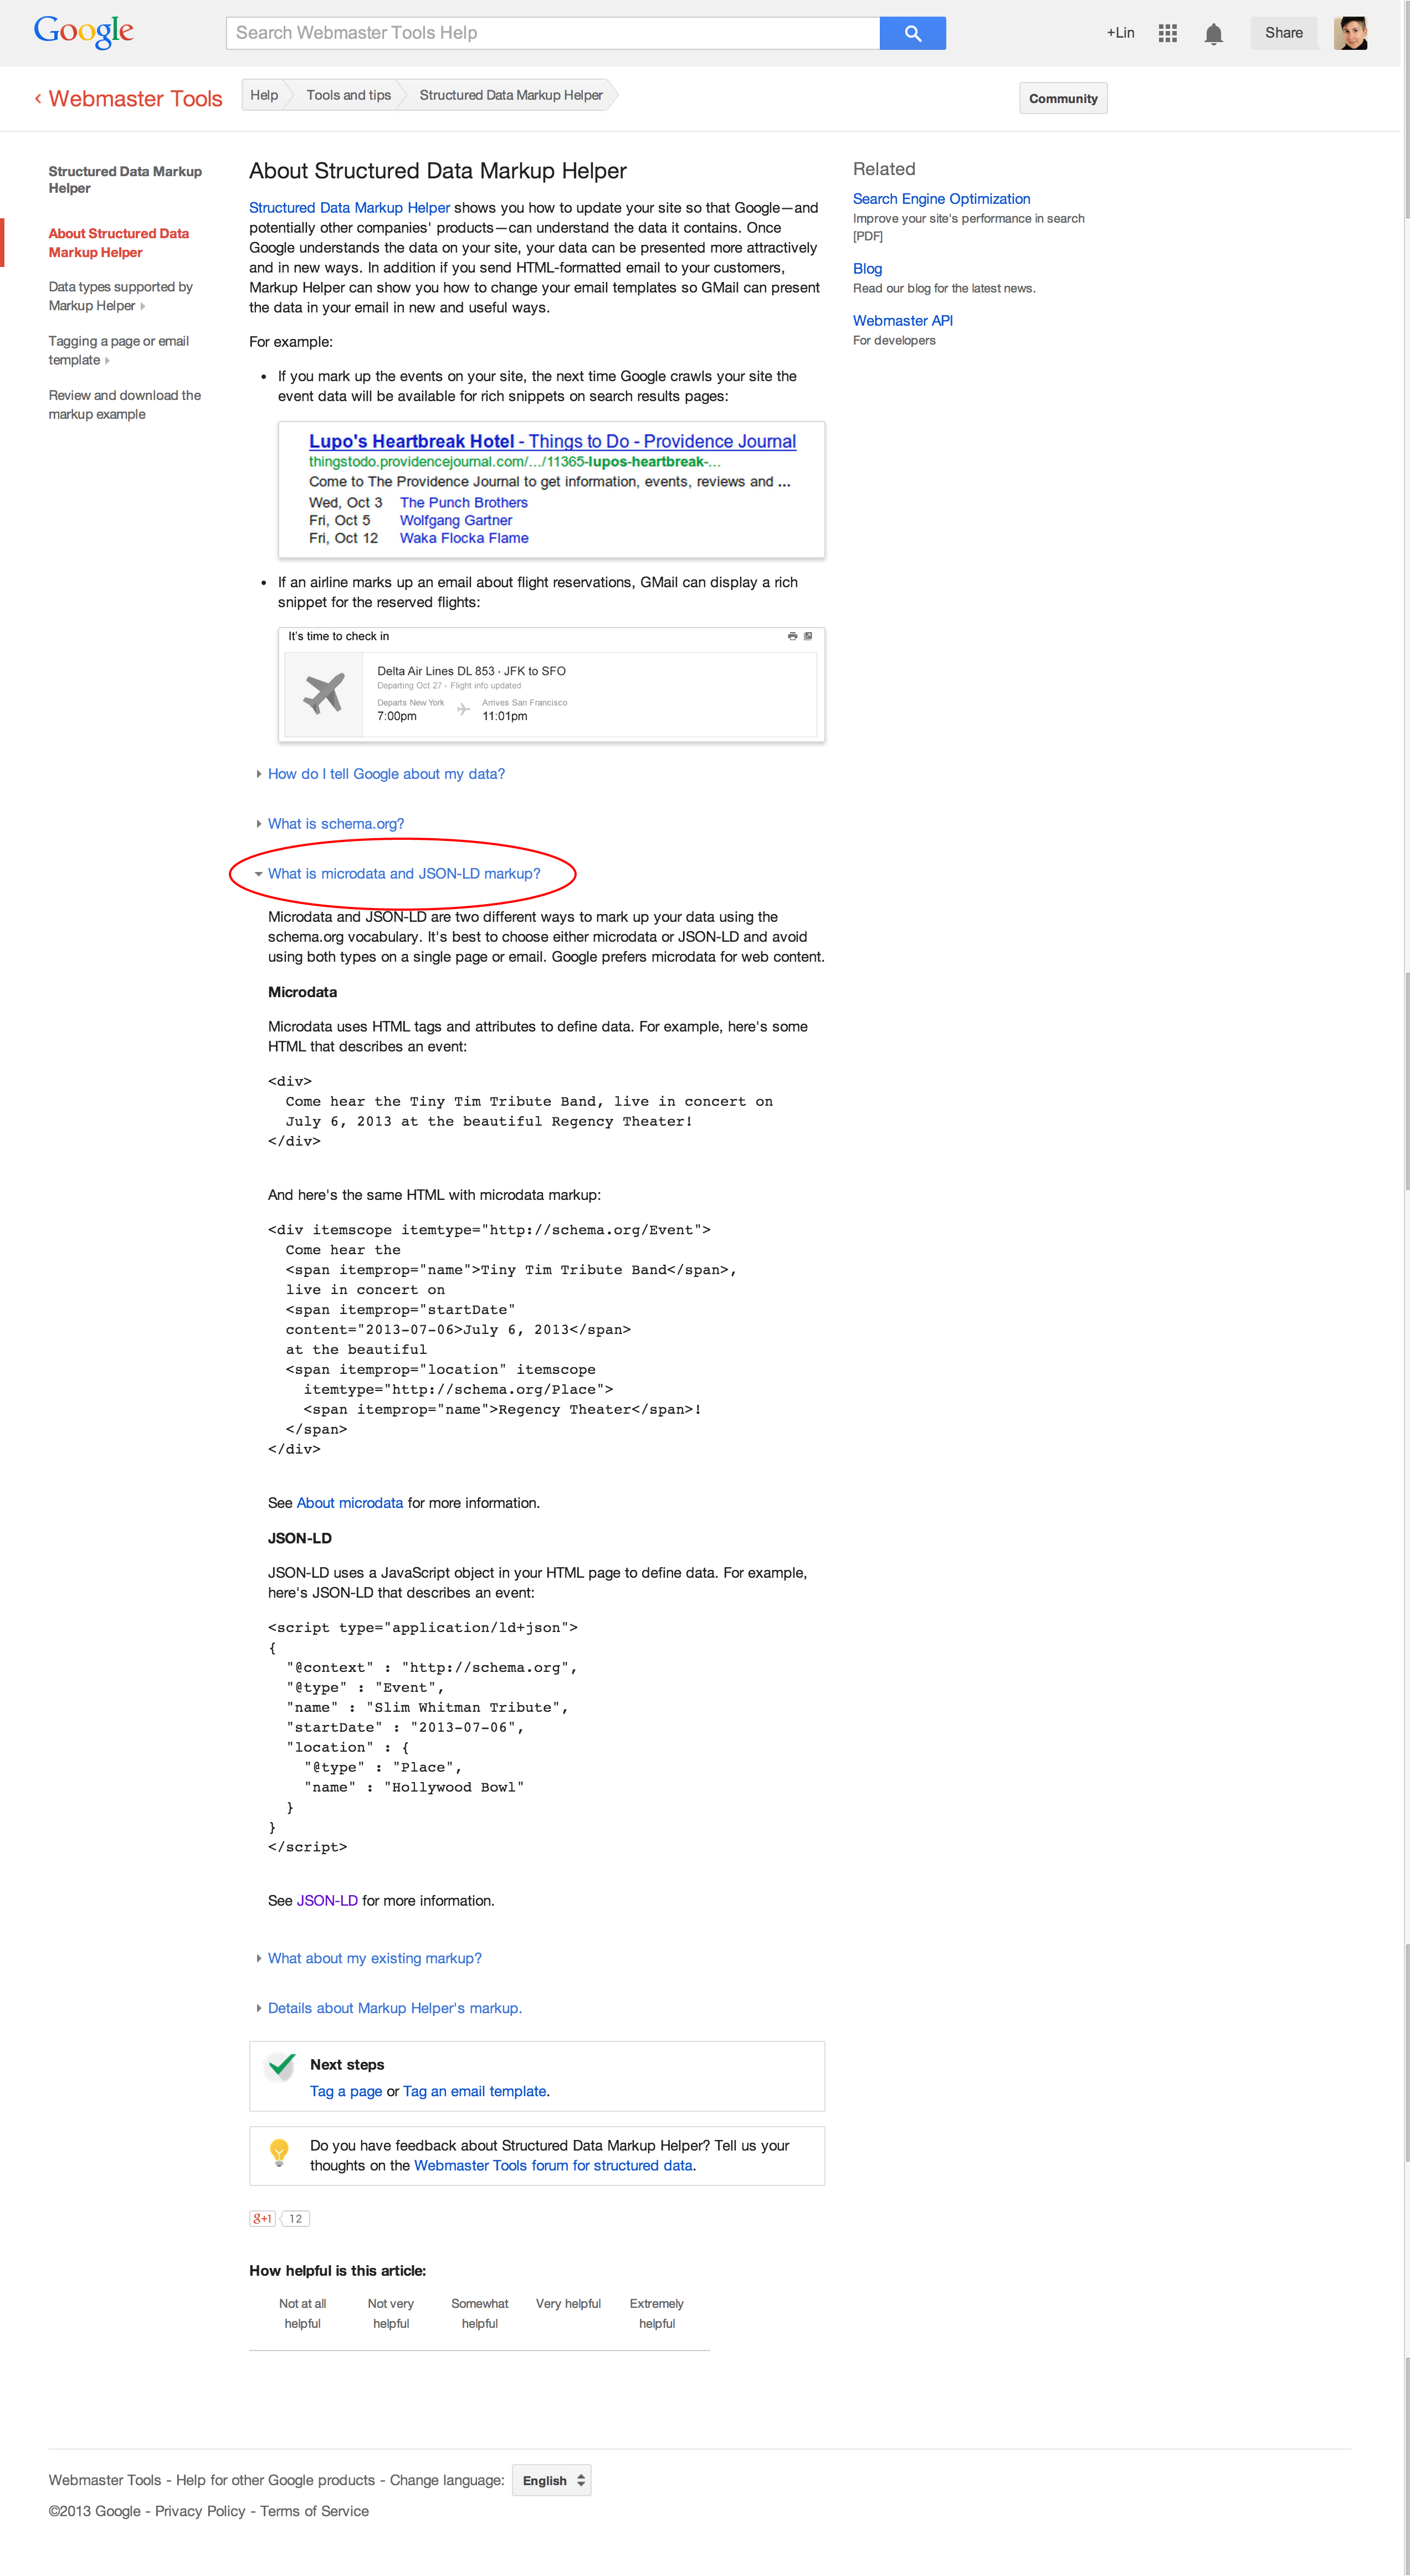 Google
Search Webmaster Tools Help
+Lin
Share
‹ Webmaster Tools
Help
Tools and tips
Structured Data Markup Helper
Community
Structured Data Markup
Helper
About Structured Data
Markup Helper
Data types supported by
Markup Helper
Tagging a page or email
template
Review and download the
markup example
About Structured Data Markup Helper
Structured Data Markup Helper shows you how to update your site so that Google—and
potentially other companies' products—can understand the data it contains. Once
Google understands the data on your site, your data can be presented more attractively
and in new ways. In addition if you send HTML-formatted email to your customers,
Markup Helper can show you how to change your email templates so GMail can present
the data in your email in new and useful ways.
For example:
• If you mark up the events on your site, the next time Google crawls your site the
event data will be available for rich snippets on search results pages:
Lupo's Heartbreak Hotel - Things to Do - Providence Journal
thingstodo.providencejournal.com/.../11365-lupos-heartbreak-...
Come to The Providence Journal to get information, events, reviews and ...
Wed, Oct 3 The Punch Brothers
Fri, Oct 5 Wolfgang Gartner
Fri, Oct 12 Waka Flocka Flame
• If an airline marks up an email about flight reservations, GMail can display a rich
snippet for the reserved flights:
It's time to check in
Delta Air Lines DL 853 · JFK to SFO
Departing Oct 27 · Flight info updated
Departs New York Arrives San Francisco
7:00pm 11:01pm
How do I tell Google about my data?
What is schema.org?
What is microdata and JSON-LD markup?
Microdata and JSON-LD are two different ways to mark up your data using the
schema.org vocabulary. It's best to choose either microdata or JSON-LD and avoid
using both types on a single page or email. Google prefers microdata for web content.
Microdata
Microdata uses HTML tags and attributes to define data. For example, here's some
HTML that describes an event:
<div>
  Come hear the Tiny Tim Tribute Band, live in concert on
  July 6, 2013 at the beautiful Regency Theater!
</div>
And here's the same HTML with microdata markup:
<div itemscope itemtype="http://schema.org/Event">
  Come hear the
  <span itemprop="name">Tiny Tim Tribute Band</span>,
  live in concert on
  <span itemprop="startDate"
  content="2013-07-06>July 6, 2013</span>
  at the beautiful
  <span itemprop="location" itemscope
    itemtype="http://schema.org/Place">
    <span itemprop="name">Regency Theater</span>!
  </span>
</div>
See About microdata for more information.
JSON-LD
JSON-LD uses a JavaScript object in your HTML page to define data. For example,
here's JSON-LD that describes an event:
<script type="application/ld+json">
{
  "@context" : "http://schema.org",
  "@type" : "Event",
  "name" : "Slim Whitman Tribute",
  "startDate" : "2013-07-06",
  "location" : {
    "@type" : "Place",
    "name" : "Hollywood Bowl"
  }
}
</script>
See JSON-LD for more information.
What about my existing markup?
Details about Markup Helper's markup.
Next steps
Tag a page or Tag an email template.
Do you have feedback about Structured Data Markup Helper? Tell us your
thoughts on the Webmaster Tools forum for structured data.
g+1 12
How helpful is this article:
Not at all
helpful
Not very
helpful
Somewhat
helpful
Very helpful
Extremely
helpful
Related
Search Engine Optimization
Improve your site's performance in search
[PDF]
Blog
Read our blog for the latest news.
Webmaster API
For developers
Webmaster Tools - Help for other Google products - Change language: English
©2013 Google - Privacy Policy - Terms of Service